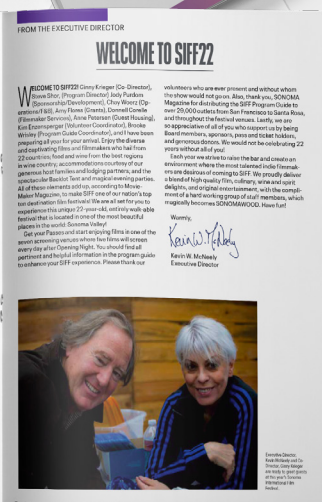 FROM THE EXECUTIVE DIRECTOR
WELCOME TO SIFF22
WELCOME TO SIFF22! Ginny Krieger (Co-Director),
Steve Shor, (Program Director) Jody Purdom
(Sponsorship/Development), Choy Woerz (Op-
erations/F&B), Amy Flores (Grants), Donnell Corelle
(Filmmaker Services), Anne Peterson (Guest Housing),
Kim Enzensperger (Volunteer Coordinator), Brooks
Wrinley (Program Guide Coordinator), and I have been
preparing all year for your arrival. Enjoy the diverse
and captivating films and filmmakers who hail from
22 countries; food and wine from the best regions
in wine country; accommodations courtesy of our
generous host families and lodging partners, and the
spectacular Backlot Tent and magical evening parties.
All of these elements add up, according to Movie-
Maker Magazine, to make SIFF one of our nation's top
ten destination film festivals! We are all set for you to
experience this unique 22-year-old, entirely walk-able
festival that is located in one of the most beautiful
places in the world: Sonoma Valley!
Get your Passes and start enjoying films in one of the
seven screening venues where five films will screen
every day after Opening Night. You should find all
pertinent and helpful information in the program guide
to enhance your SIFF experience. Please thank our
volunteers who are ever present and without whom
the show would not go on. Also, thank you, SONOMA
Magazine for distributing the SIFF Program Guide to
over 29,000 outlets from San Francisco to Santa Rosa,
and throughout the festival venues. Lastly, we are
so appreciative of all of you who support us by being
Board members, sponsors, pass and ticket holders,
and generous donors. We would not be celebrating 22
years without all of you!
Each year we strive to raise the bar and create an
environment where the most talented indie filmmak-
ers are desirous of coming to SIFF. We proudly deliver
a blend of high quality film, culinary, wine and spirit
delights, and original entertainment, with the compli-
ment of a hard working group of staff members, which
magically becomes SONOMAWOOD. Have fun!
Warmly,
Kevin W. McNeely
Kevin W. McNeely
Executive Director
Executive Director,
Kevin McNeely and Co-
Director, Ginny Krieger
are ready to greet guests
at this year's Sonoma
International Film
Festival.